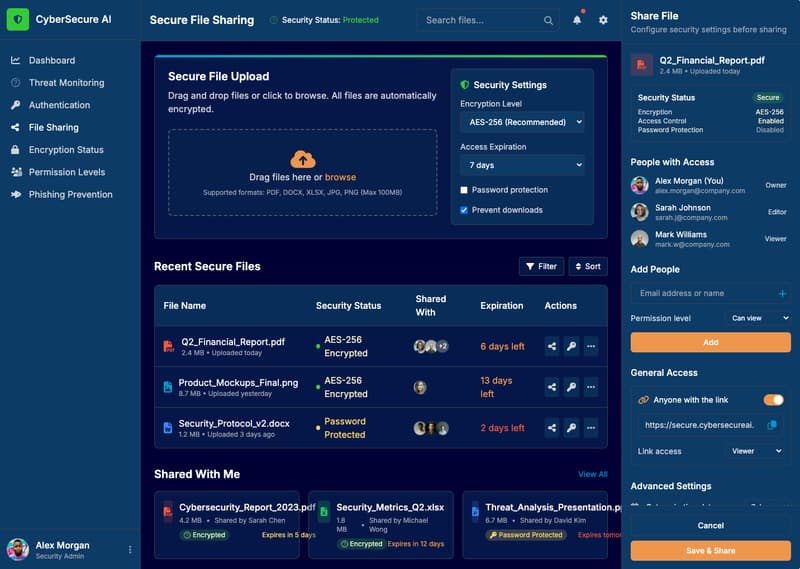 CyberSecure AI
Dashboard
Threat Monitoring
Authentication
File Sharing
Encryption Status
Permission Levels
Phishing Prevention
Alex Morgan
Security Admin
Secure File Sharing
Security Status: Protected
Search files...
Secure File Upload
Drag and drop files or click to browse. All files are automatically
encrypted.
Drag files here or browse
Supported formats: PDF, DOCX, XLSX, JPG, PNG (Max 100MB)
Security Settings
Encryption Level
AES-256 (Recommended)
Access Expiration
7 days
Password protection
Prevent downloads
Recent Secure Files
Filter
Sort
File Name
Security Status
Shared
With
Expiration
Actions
Q2_Financial_Report.pdf
2.4 MB • Uploaded today
AES-256
Encrypted
+2
6 days left
Product_Mockups_Final.png
8.7 MB • Uploaded yesterday
AES-256
Encrypted
13 days
left
Security_Protocol_v2.docx
1.2 MB • Uploaded 3 days ago
Password
Protected
2 days left
Shared With Me
View All
Cybersecurity_Report_2023.pdf
4.2 MB • Shared by Sarah Chen
Encrypted
Expires in 5 days
Security_Metrics_Q2.xlsx
1.8
MB
• Shared by Michael
Wong
Encrypted
Expires in 12 days
Threat_Analysis_Presentation.p
6.7 MB • Shared by David Kim
Password Protected
Expires tomor
Share File
Configure security settings before sharing
Q2_Financial_Report.pdf
2.4 MB • Uploaded today
Security Status
Secure
Encryption
AES-256
Access Control
Enabled
Password Protection
Disabled
People with Access
Alex Morgan (You)
alex.morgan@company.com
Owner
Sarah Johnson
sarah.j@company.com
Editor
Mark Williams
mark.w@company.com
Viewer
Add People
Email address or name
Permission level
Can view
Add
General Access
Anyone with the link
https://secure.cybersecureai.
Link access
Viewer
Advanced Settings
Cancel
Save & Share